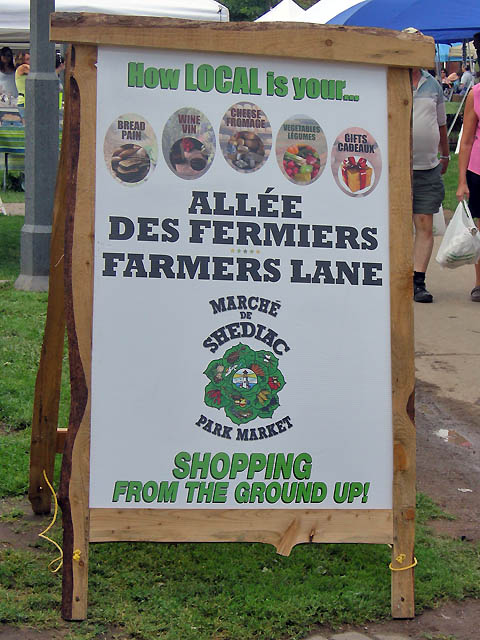 How LOCAL is your...
BREAD
PAIN
WINE
VIN
CHEESE
FROMAGE
VEGETABLES
LÉGUMES
GIFTS
CADEAUX
ALLÉE
DES FERMIERS
FARMERS LANE
MARCHÉ
DE
SHEDIAC
PARK MARKET
SHOPPING
FROM THE GROUND UP!